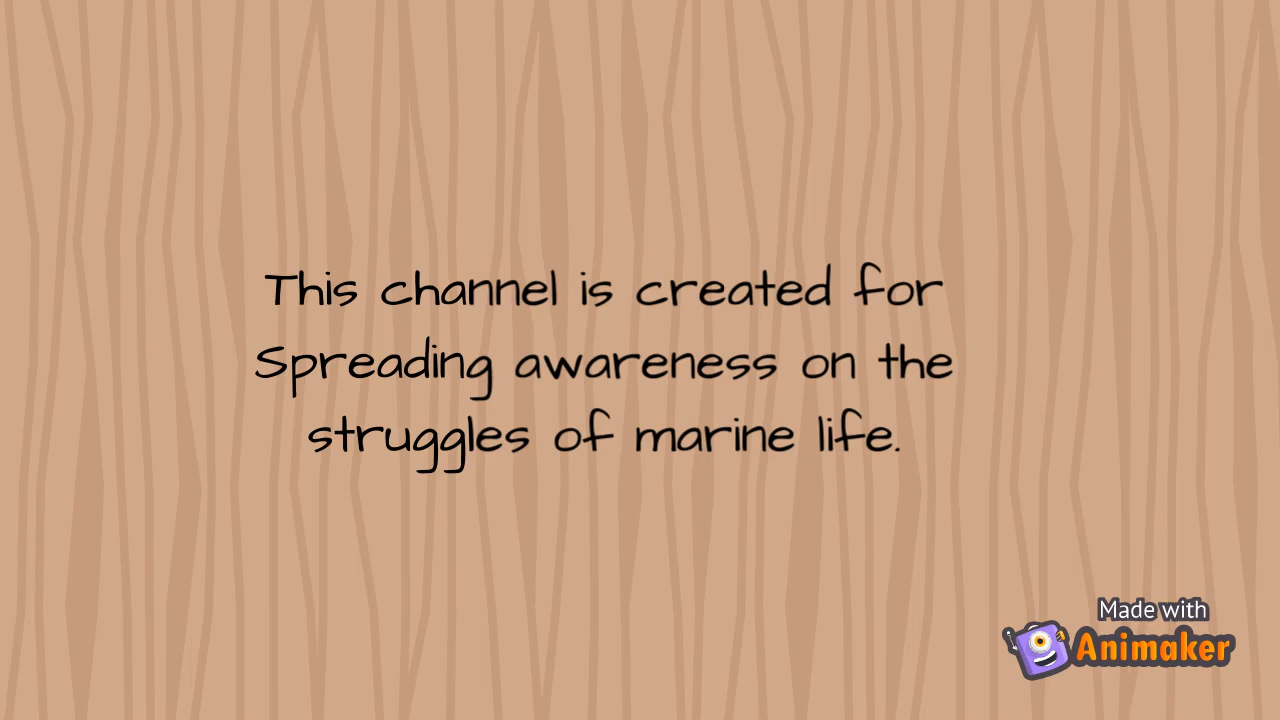 This channel is created for
Spreading awareness on the
struggles of marine life.
Made with
Animaker